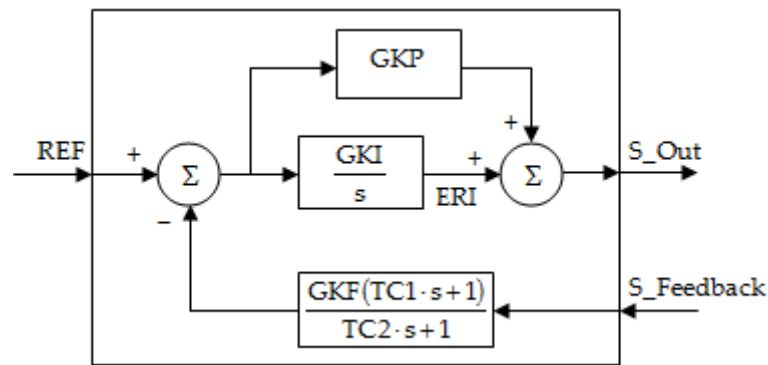 GKP
REF
+
Σ
GKI
s
+
ERI
+
Σ
S_Out
−
GKF(TC1·s+1)
TC2·s+1
S_Feedback